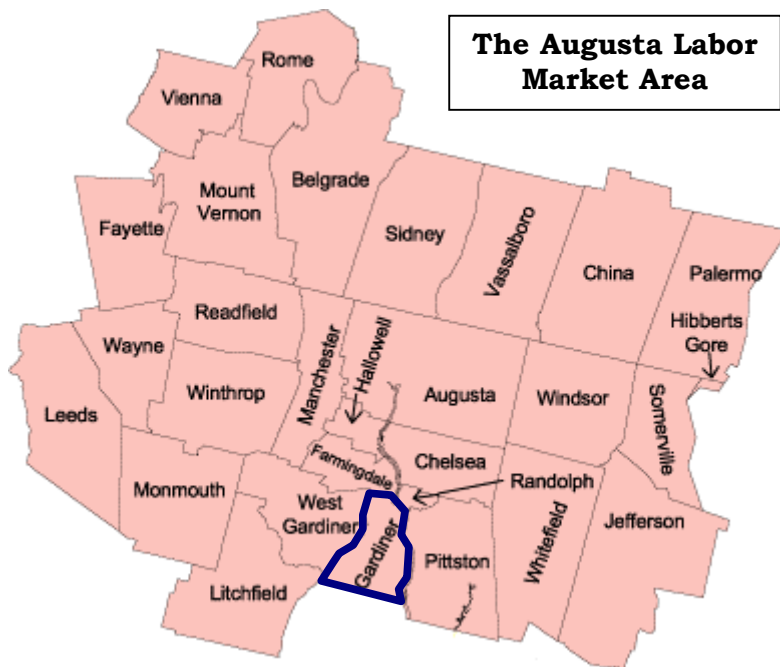 The Augusta Labor
Market Area
Rome
Vienna
Belgrade
Mount
Vernon
Fayette
Sidney
Vassalboro
China
Palermo
Hibberts
Gore
Readfield
Wayne
Manchester
Hallowell
Winthrop
Augusta
Windsor
Somerville
Leeds
Farmingdale
Chelsea
Randolph
Monmouth
West
Gardiner
Gardiner
Pittston
Whitefield
Jefferson
Litchfield